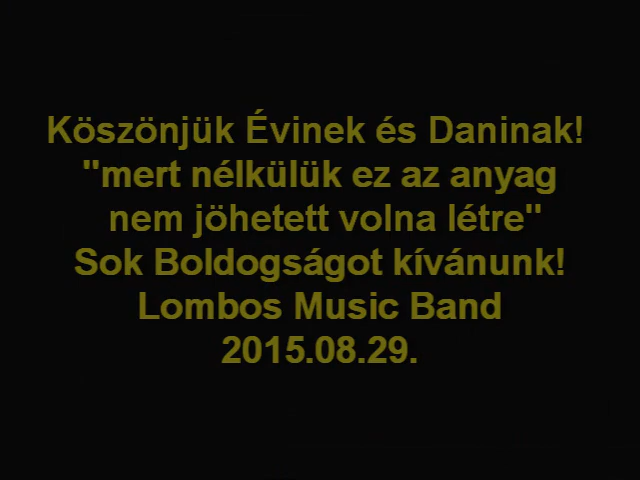 Köszönjük Évinek és Daninak!
"mert nélkülük ez az anyag
nem jöhetett volna létre"
Sok Boldogságot kívánunk!
Lombos Music Band
2015.08.29.